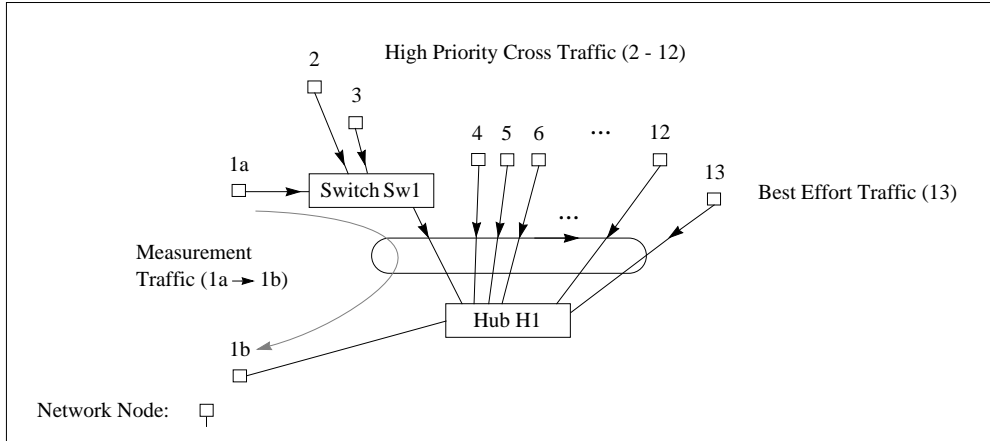 High Priority Cross Traffic (2 - 12)
2
3
4
5
6
...
12
1a
13
Switch Sw1
Best Effort Traffic (13)
...
Measurement
Traffic (1a → 1b)
Hub H1
1b
Network Node: